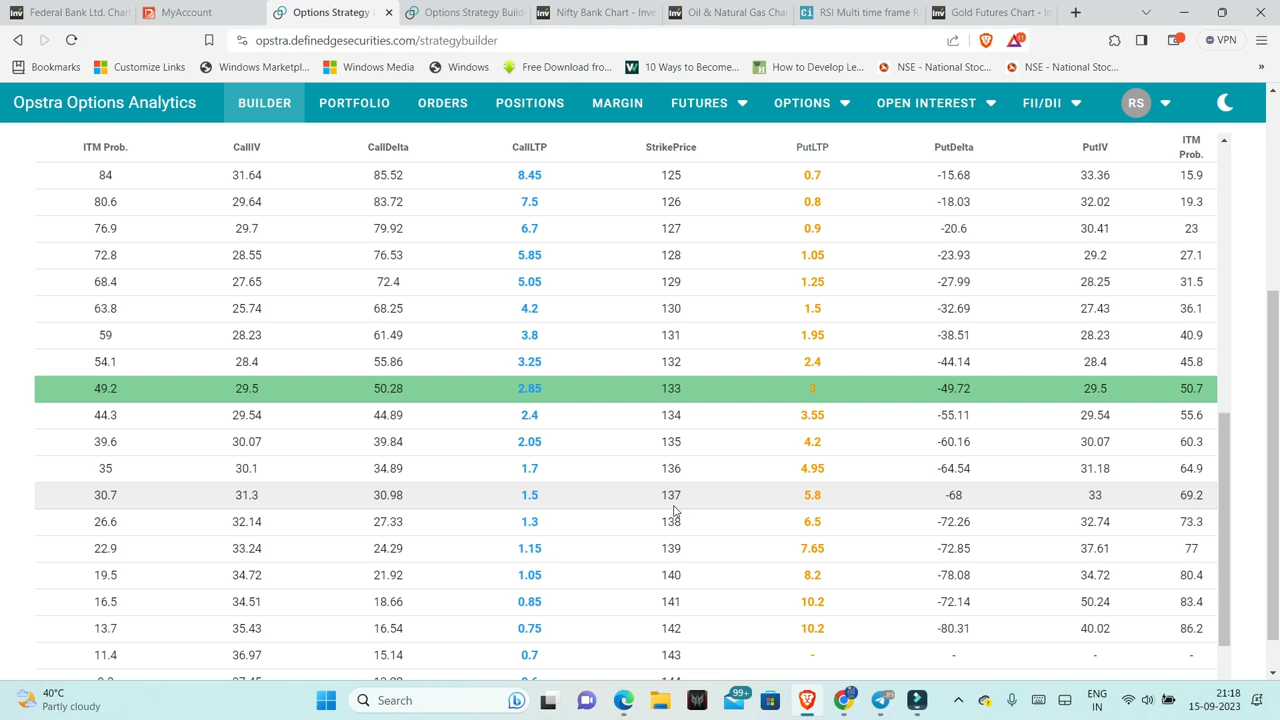 Federal Bank Ltd. Chart
MyAccount
Options Strategy
Options Strategy Build
Nifty Bank Chart - Inve
Oil & Natural Gas Cha
RSI Multi time frame R
Gold Futures Chart - In
opstra.definedgesecurities.com/strategybuilder
VPN
Bookmarks
Customize Links
Windows Marketpl...
Windows Media
Windows
Free Download fro...
10 Ways to Become...
How to Develop Le...
NSE - National Stoc...
NSE - National Stoc...
Opstra Options Analytics
BUILDER
PORTFOLIO
ORDERS
POSITIONS
MARGIN
FUTURES
OPTIONS
OPEN INTEREST
FII/DII
RS
ITM Prob. CallIV CallDelta CallLTP StrikePrice PutLTP PutDelta PutIV ITM Prob.
84 31.64 85.52 8.45 125 0.7 -15.68 33.36 15.9
80.6 29.64 83.72 7.5 126 0.8 -18.03 32.02 19.3
76.9 29.7 79.92 6.7 127 0.9 -20.6 30.41 23
72.8 28.55 76.53 5.85 128 1.05 -23.93 29.2 27.1
68.4 27.65 72.4 5.05 129 1.25 -27.99 28.25 31.5
63.8 25.74 68.25 4.2 130 1.5 -32.69 27.43 36.1
59 28.23 61.49 3.8 131 1.95 -38.51 28.23 40.9
54.1 28.4 55.86 3.25 132 2.4 -44.14 28.4 45.8
49.2 29.5 50.28 2.85 133 3 -49.72 29.5 50.7
44.3 29.54 44.89 2.4 134 3.55 -55.11 29.54 55.6
39.6 30.07 39.84 2.05 135 4.2 -60.16 30.07 60.3
35 30.1 34.89 1.7 136 4.95 -64.54 31.18 64.9
30.7 31.3 30.98 1.5 137 5.8 -68 33 69.2
26.6 32.14 27.33 1.3 138 6.5 -72.26 32.74 73.3
22.9 33.24 24.29 1.15 139 7.65 -72.85 37.61 77
19.5 34.72 21.92 1.05 140 8.2 -78.08 34.72 80.4
16.5 34.51 18.66 0.85 141 10.2 -72.14 50.24 83.4
13.7 35.43 16.54 0.75 142 10.2 -80.31 40.02 86.2
11.4 36.97 15.14 0.7 143 - - - -
40°C
Partly cloudy
Search
99+
ENG
IN
21:18
15-09-2023